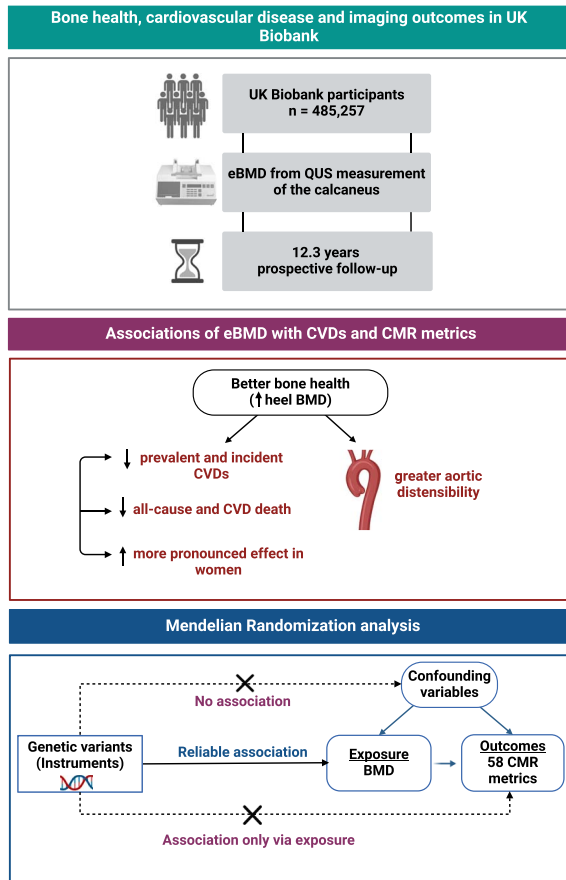 Bone health, cardiovascular disease and imaging outcomes in UK
Biobank
UK Biobank participants
n = 485,257
eBMD from QUS measurement
of the calcaneus
12.3 years
prospective follow-up
Associations of eBMD with CVDs and CMR metrics
Better bone health
(↑heel BMD)
↓ prevalent and incident
CVDs
↓ all-cause and CVD death
↑ more pronounced effect in
women
greater aortic
distensibility
Mendelian Randomization analysis
Confounding
variables
No association
Genetic variants
(Instruments)
Reliable association
Exposure
BMD
Outcomes
58 CMR
metrics
Association only via exposure